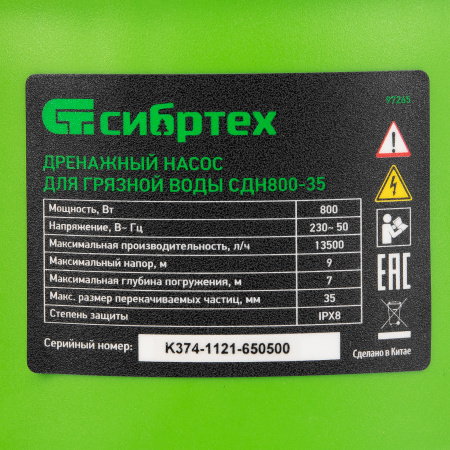 97265
СТ сибртех
ДРЕНАЖНЫЙ НАСОС
ДЛЯ ГРЯЗНОЙ ВОДЫ СДН800-35
Мощность, Вт 800
Напряжение, В~ Гц 230~ 50
Максимальная производительность, л/ч 13500
Максимальный напор, м 9
Максимальная глубина погружения, м 7
Макс. размер перекачиваемых частиц, мм 35
Степень защиты IPX8
Серийный номер: K374-1121-650500
EAC
Сделано в Китае